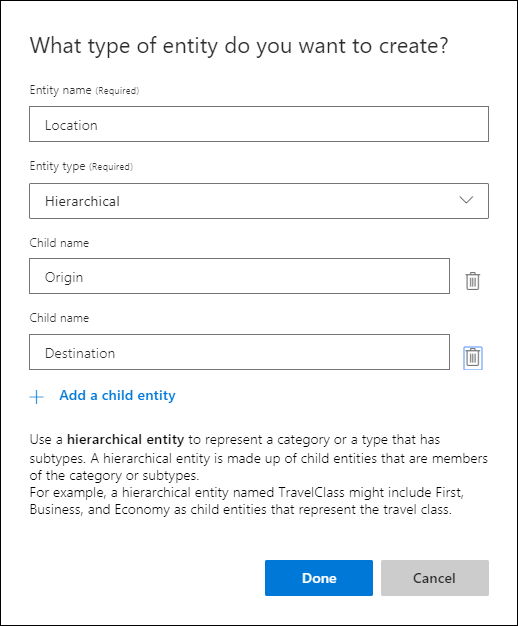 What type of entity do you want to create?
Entity name (Required)
Location
Entity type (Required)
Hierarchical
Child name
Origin
Child name
Destination
+ Add a child entity
Use a hierarchical entity to represent a category or a type that has
subtypes. A hierarchical entity is made up of child entities that are members
of the category or subtypes.
For example, a hierarchical entity named TravelClass might include First,
Business, and Economy as child entities that represent the travel class.
Done
Cancel